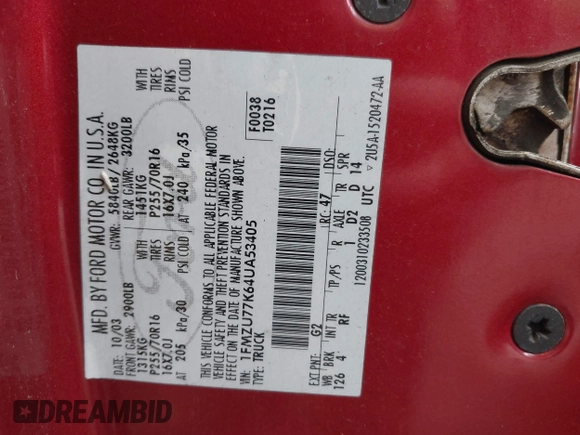 MFD. BY FORD MOTOR CO. IN U.S.A.
10/03 GVWR: 5840LB/ 2648KG
FRONT GAWR: 2900LB REAR GAWR: 3200LB
1315KG WITH 1451KG WITH
P255/70R16 TIRES P255/70R16 TIRES
16X7.0J RIMS 16X7.0J RIMS
AT 205 kPa/30 PSI COLD AT 240 kPa/35 PSI COLD
THIS VEHICLE CONFORMS TO ALL APPLICABLE FEDERAL MOTOR
VEHICLE SAFETY AND THEFT PREVENTION STANDARDS IN
EFFECT ON THE DATE OF MANUFACTURE SHOWN ABOVE.
VIN: 1FMZU77K64UA53405
TYPE: TRUCK
F0038
T0216
EXT PNT: G2 RC: 47 DSO:
WB BRK INT TR TP/PS R AXLE TR SPR
126 4 RF 1 D2 D 14
1200310233508 UTC
▽ 2U5A-1520472-AA
DREAMBID